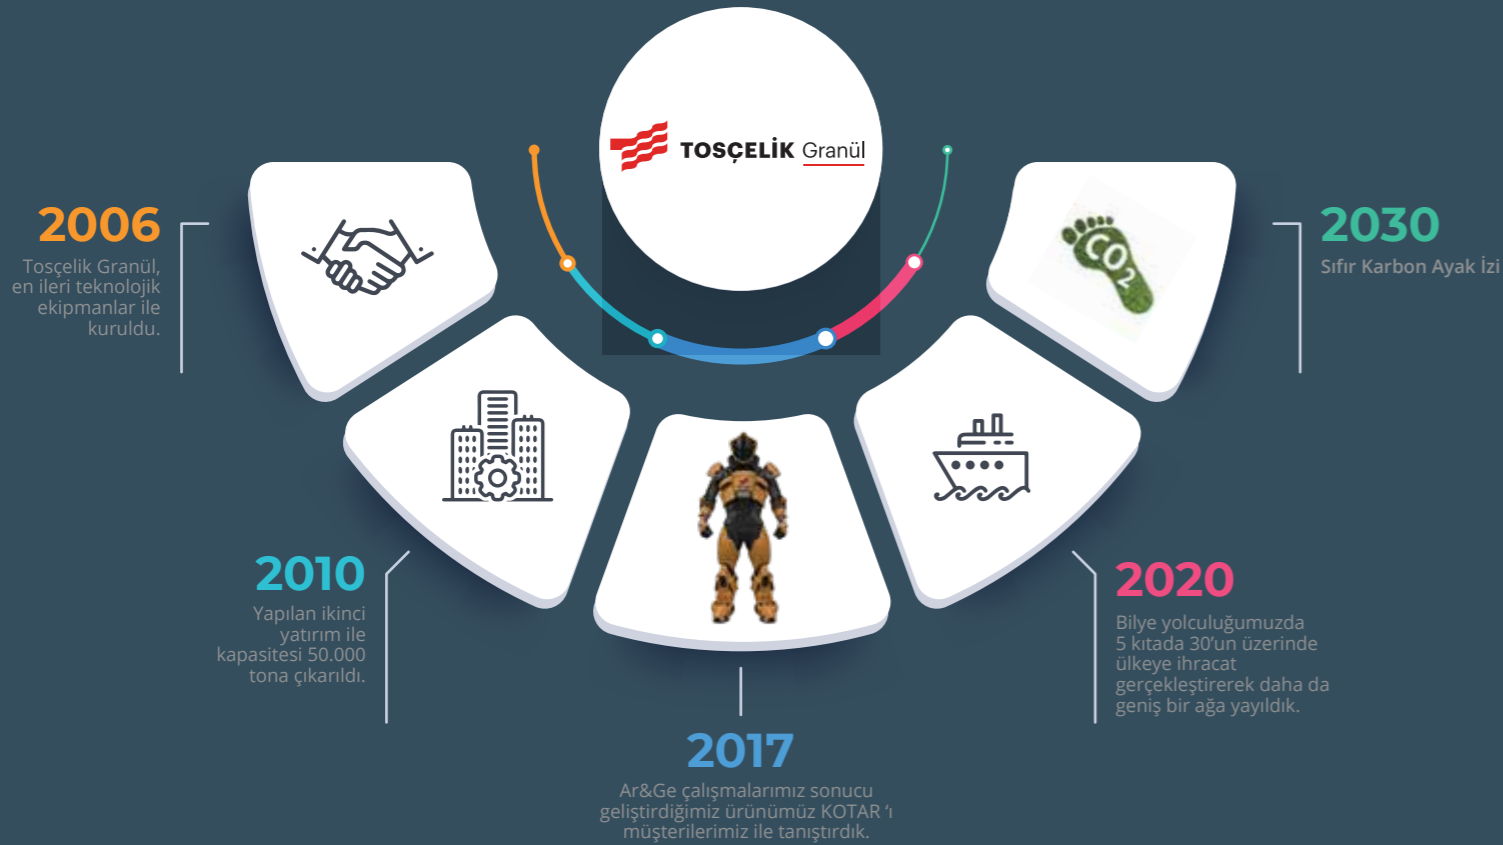 TOSÇELİK Granül
2006
Tosçelik Granül,
en ileri teknolojik
ekipmanlar ile
kuruldu.
2010
Yapılan ikinci
yatırım ile
kapasitesi 50.000
tona çıkarıldı.
2017
Ar&Ge çalışmalarımız sonucu
geliştirdiğimiz ürünümüz KOTAR ‘ı
müşterilerimiz ile tanıştırdık.
2020
Bilye yolculuğumuzda
5 kıtada 30’un üzerinde
ülkeye ihracat
gerçekleştirerek daha da
geniş bir ağa yayıldık.
CO2
2030
Sıfır Karbon Ayak İzi